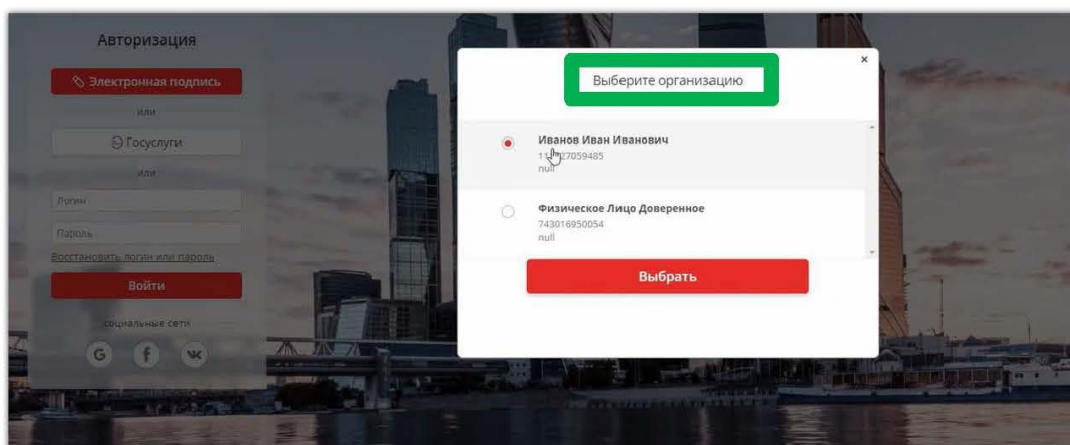 Авторизация
Электронная подпись
или
Госуслуги
или
Логин
Пароль
Восстановить логин или пароль
Войти
социальные сети
G f
Выберите организацию
×
Иванов Иван Иванович
null
Физическое Лицо Доверенное
743016950054
null
Выбрать